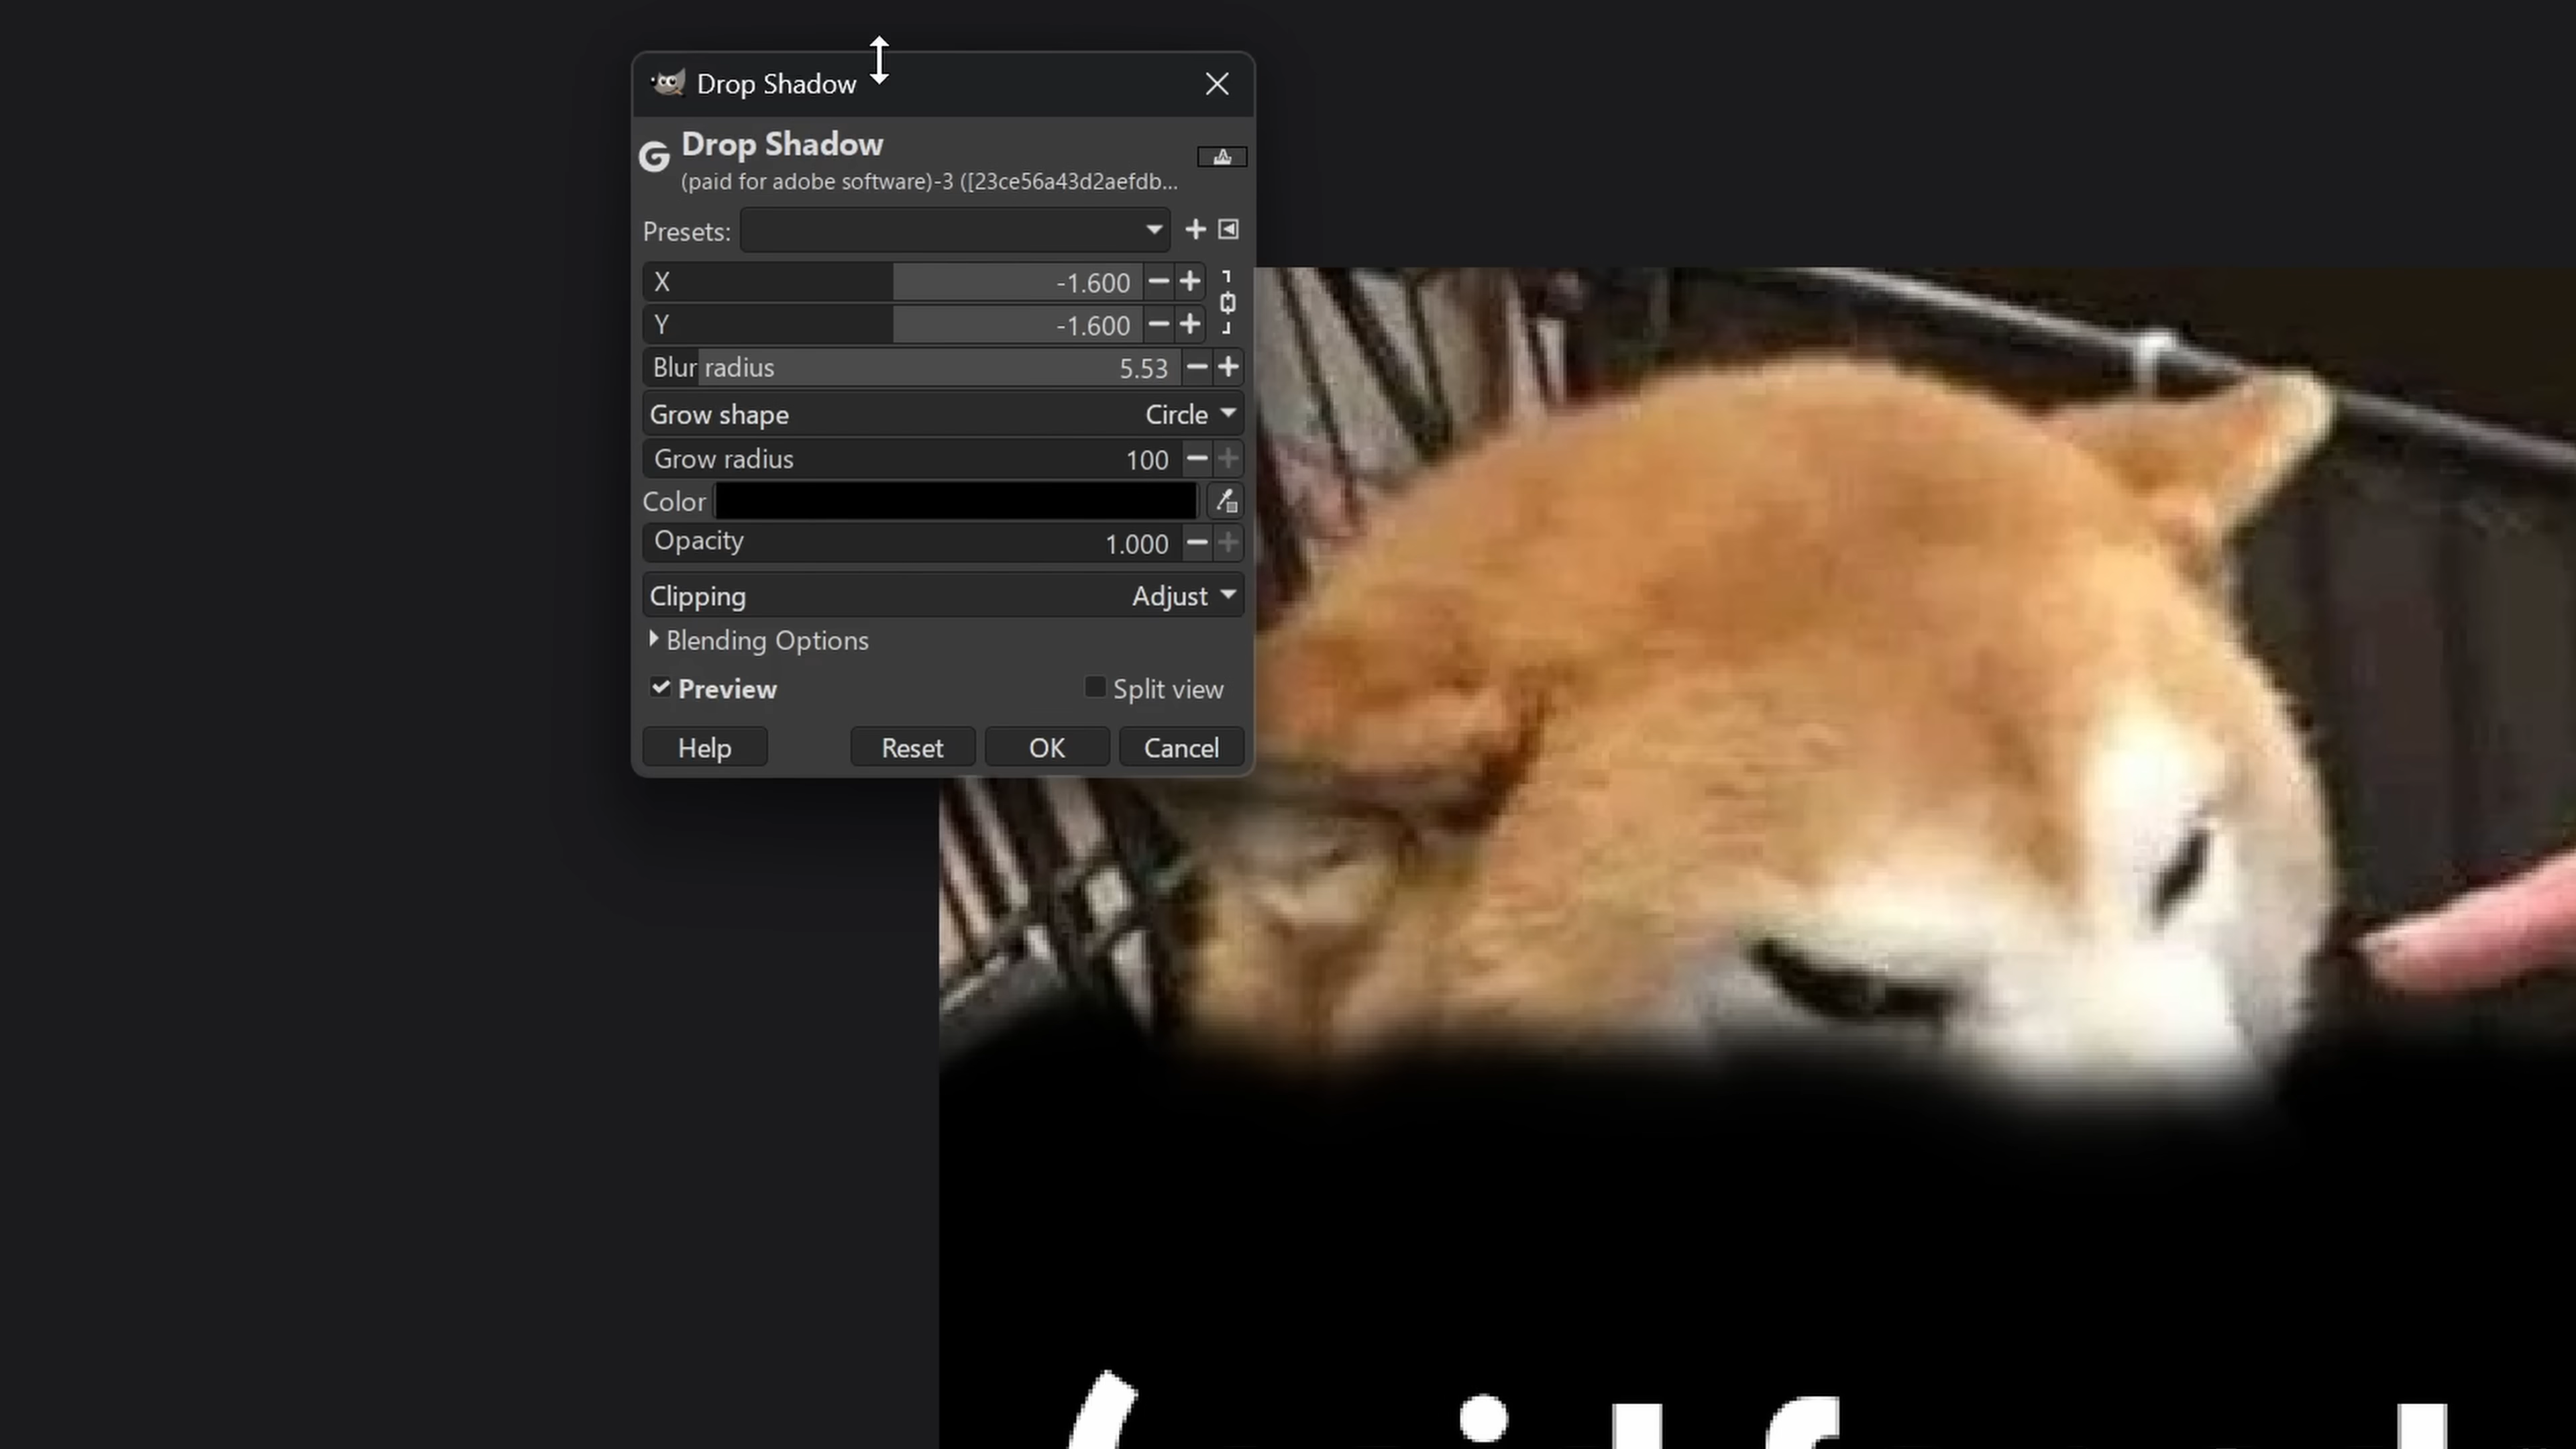 Drop Shadow
Drop Shadow
(paid for adobe software)-3 ([23ce56a43d2aefdb...
Presets:
X -1.600
Y -1.600
Blur radius 5.53
Grow shape Circle
Grow radius 100
Color
Opacity 1.000
Clipping Adjust
Blending Options
Preview Split view
Help Reset OK Cancel